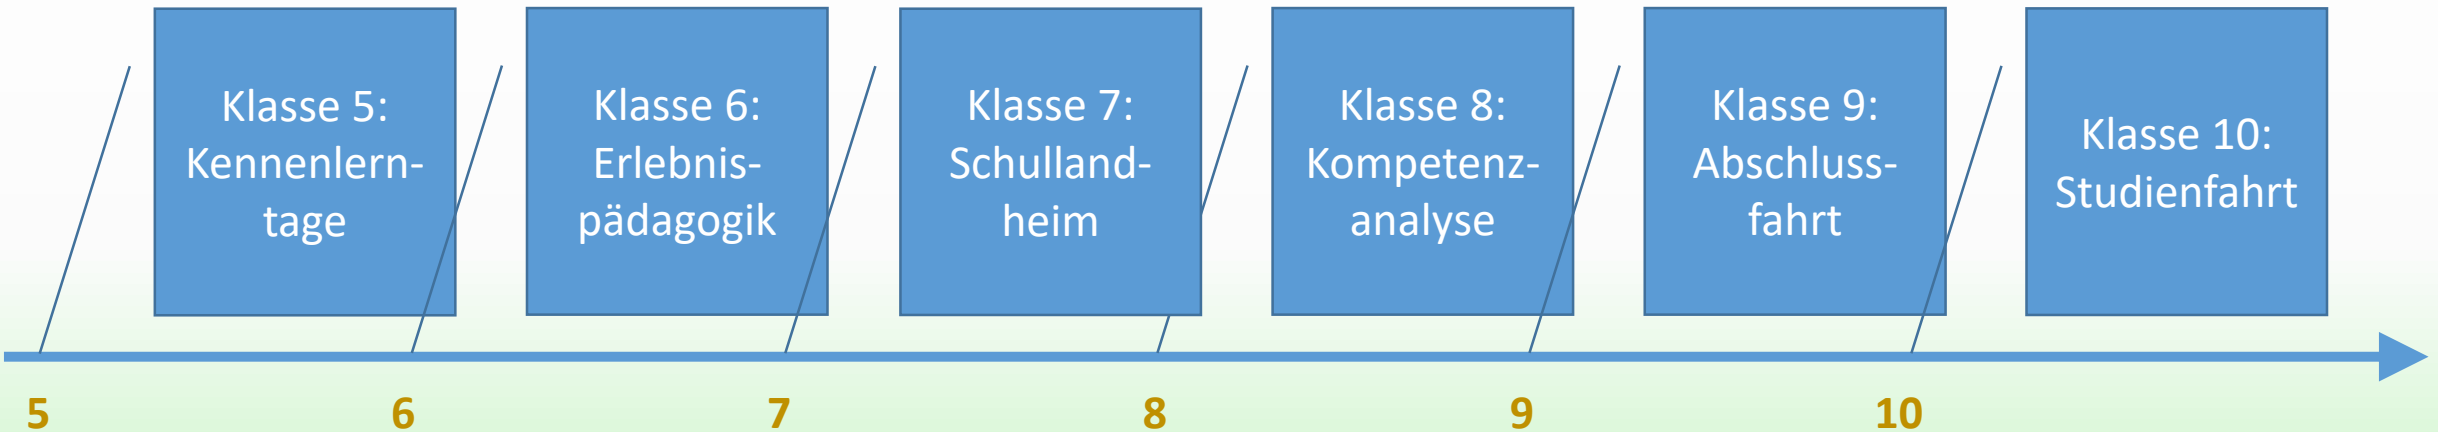 Klasse 5:
Kennenlern-
tage
Klasse 6:
Erlebnis-
pädagogik
Klasse 7:
Schulland-
heim
Klasse 8:
Kompetenz-
analyse
Klasse 9:
Abschluss-
fahrt
Klasse 10:
Studienfahrt
5 6 7 8 9 10